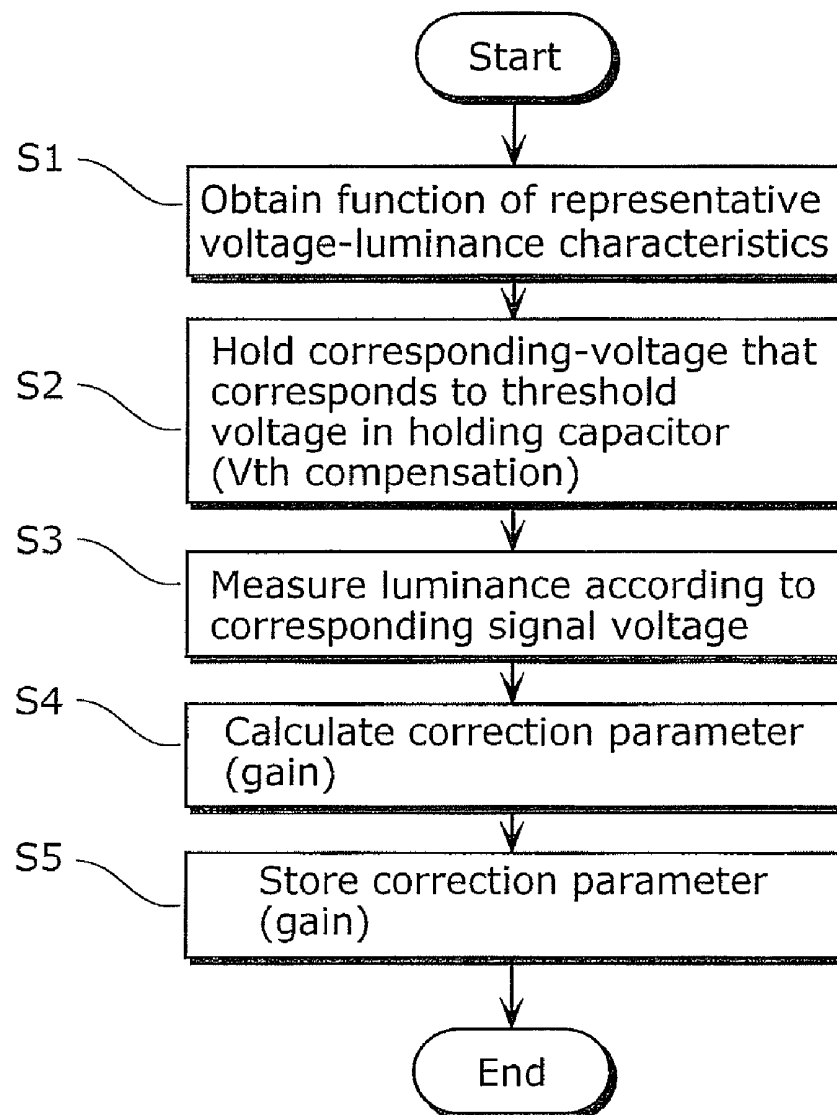 Start
S1
Obtain function of representative
voltage-luminance characteristics
S2
Hold corresponding-voltage that
corresponds to threshold
voltage in holding capacitor
(Vth compensation)
S3
Measure luminance according to
corresponding signal voltage
S4
Calculate correction parameter
(gain)
S5
Store correction parameter
(gain)
End